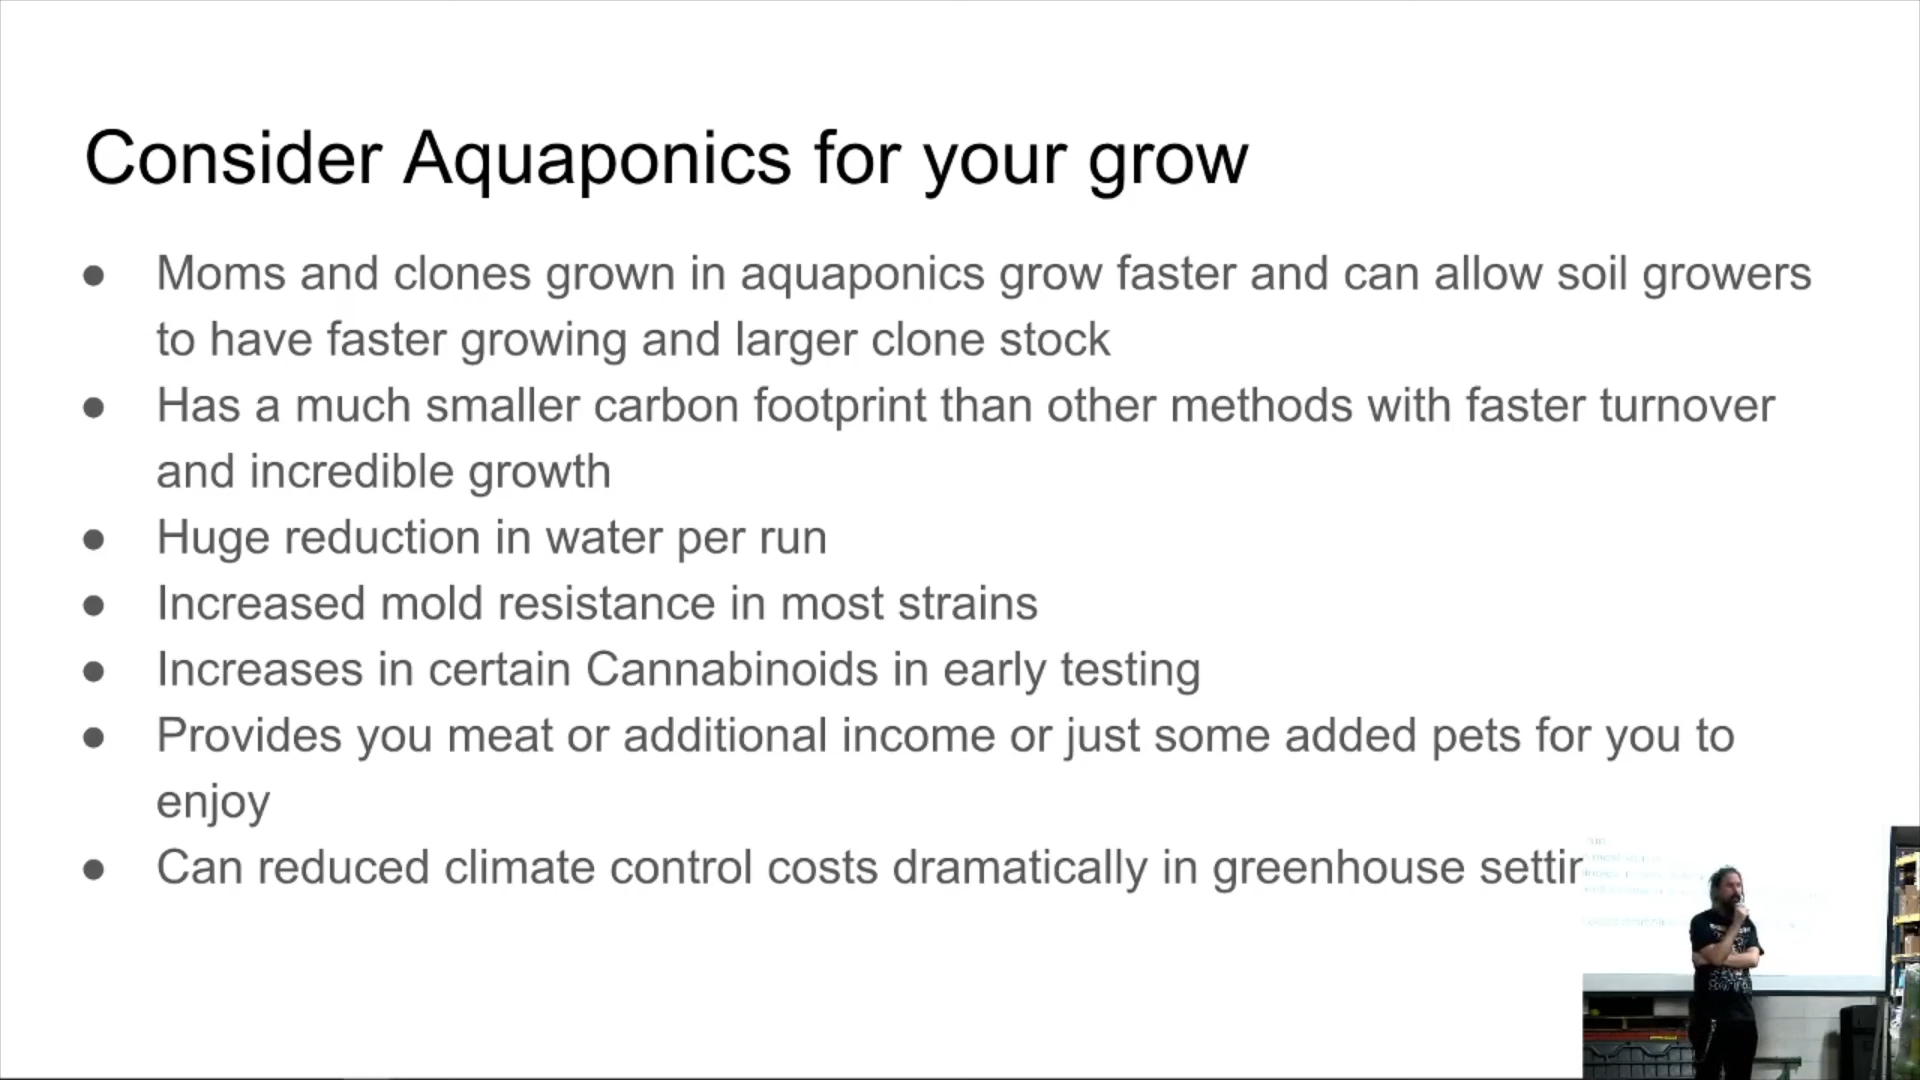 Consider Aquaponics for your grow
● Moms and clones grown in aquaponics grow faster and can allow soil growers
to have faster growing and larger clone stock
● Has a much smaller carbon footprint than other methods with faster turnover
and incredible growth
● Huge reduction in water per run
● Increased mold resistance in most strains
● Increases in certain Cannabinoids in early testing
● Provides you meat or additional income or just some added pets for you to
enjoy
● Can reduced climate control costs dramatically in greenhouse